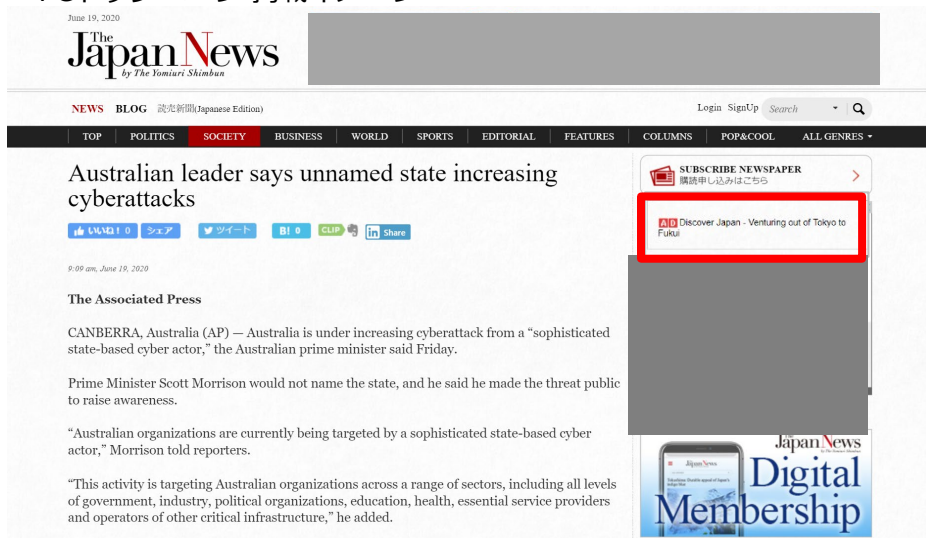 June 19, 2020
The Japan News
by The Yomiuri Shimbun
NEWS BLOG 読売新聞(Japanese Edition)
Login SignUp Search
TOP POLITICS SOCIETY BUSINESS WORLD SPORTS EDITORIAL FEATURES COLUMNS POP&COOL ALL GENRES
Australian leader says unnamed state increasing
cyberattacks
いいね! 0 シェア ツイート B! 0 CLIP in Share
9:09 am, June 19, 2020
The Associated Press
CANBERRA, Australia (AP) — Australia is under increasing cyberattack from a “sophisticated
state-based cyber actor,” the Australian prime minister said Friday.
Prime Minister Scott Morrison would not name the state, and he said he made the threat public
to raise awareness.
“Australian organizations are currently being targeted by a sophisticated state-based cyber
actor,” Morrison told reporters.
“This activity is targeting Australian organizations across a range of sectors, including all levels
of government, industry, political organizations, education, health, essential service providers
and operators of other critical infrastructure,” he added.
SUBSCRIBE NEWSPAPER
購読申し込みはこちら
AD Discover Japan - Venturing out of Tokyo to
Fukui
The Japan News
by The Yomiuri Shimbun
Digital
Membership